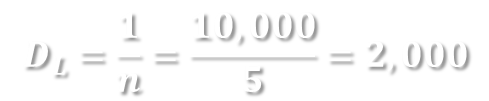 D_L = 1/n = 10,000/5 = 2,000